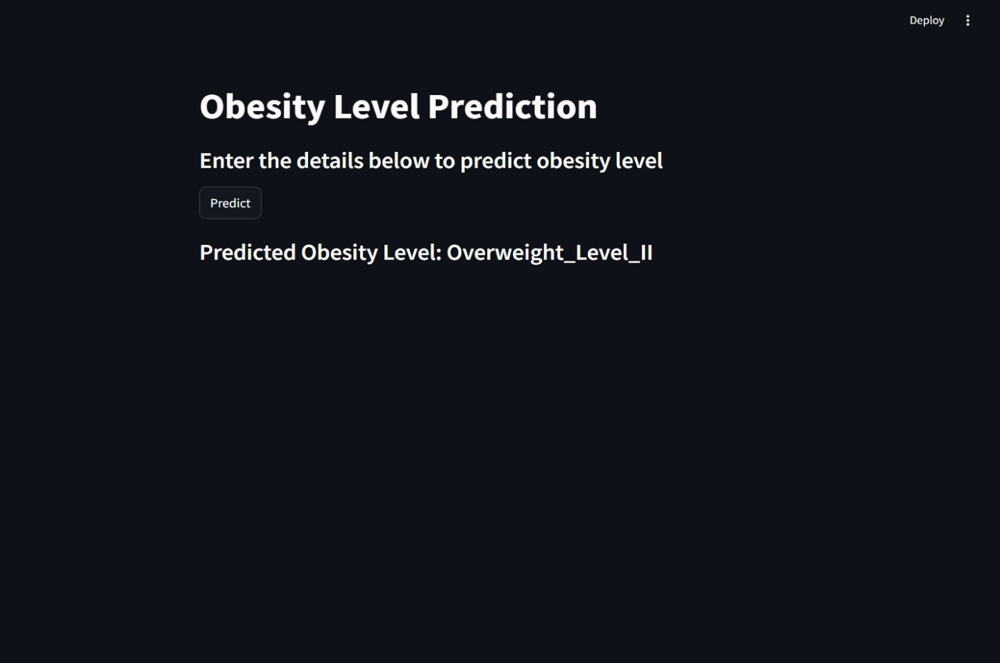 Deploy
Obesity Level Prediction
Enter the details below to predict obesity level
Predict
Predicted Obesity Level: Overweight_Level_II